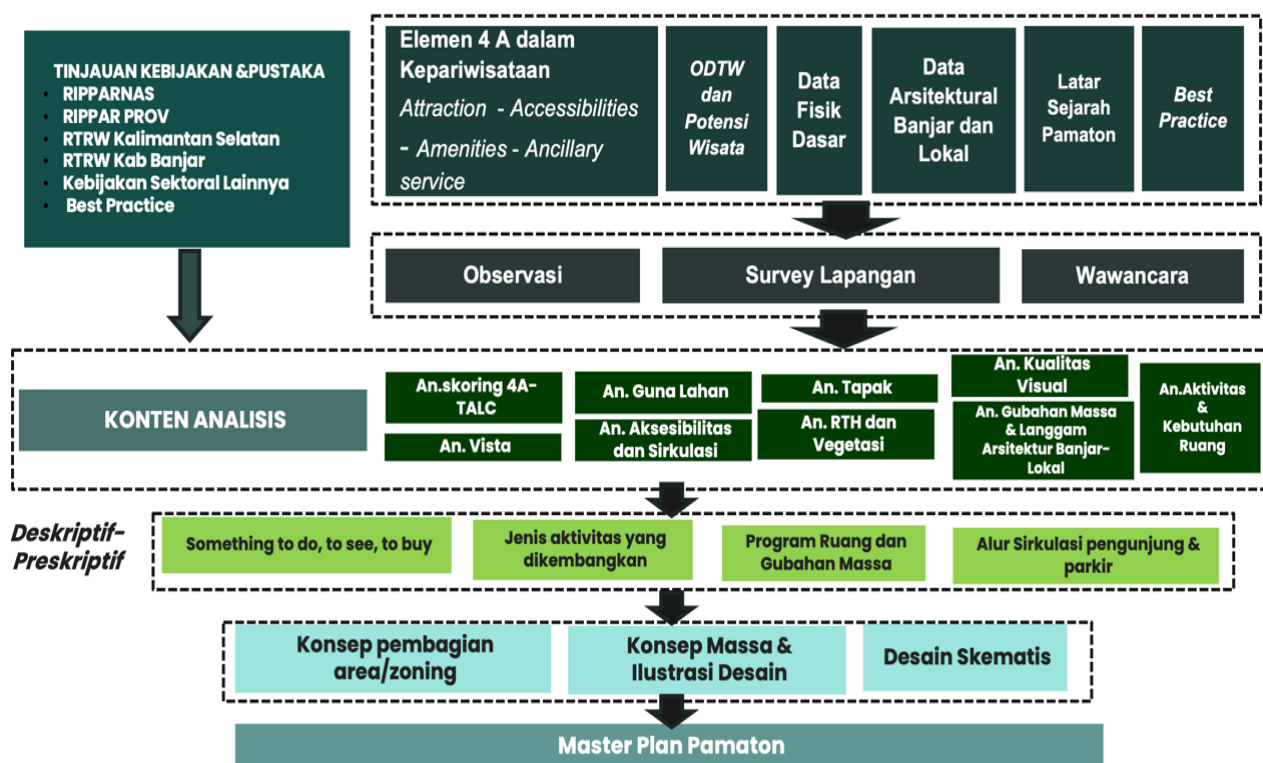 TINJAUAN KEBIJAKAN &PUSTAKA
• RIPPARNAS
• RIPPAR PROV
• RTRW Kalimantan Selatan
• RTRW Kab Banjar
• Kebijakan Sektoral Lainnya
• Best Practice
Elemen 4 A dalam
Kepariwisataan
Attraction - Accessibilities
- Amenities - Ancillary
service
ODTW
dan
Potensi
Wisata
Data
Fisik
Dasar
Data
Arsitektural
Banjar dan
Lokal
Latar
Sejarah
Pamaton
Best
Practice
Observasi
Survey Lapangan
Wawancara
KONTEN ANALISIS
An.skoring 4A-
TALC
An. Vista
An. Guna Lahan
An. Aksesibilitas
dan Sirkulasi
An. Tapak
An. RTH dan
Vegetasi
An. Kualitas
Visual
An. Gubahan Massa
& Langgam
Arsitektur Banjar-
Lokal
An.Aktivitas
&
Kebutuhan
Ruang
Deskriptif-
Preskriptif
Something to do, to see, to buy
Jenis aktivitas yang
dikembangkan
Program Ruang dan
Gubahan Massa
Alur Sirkulasi pengunjung &
parkir
Konsep pembagian
area/zoning
Konsep Massa &
Ilustrasi Desain
Desain Skematis
Master Plan Pamaton